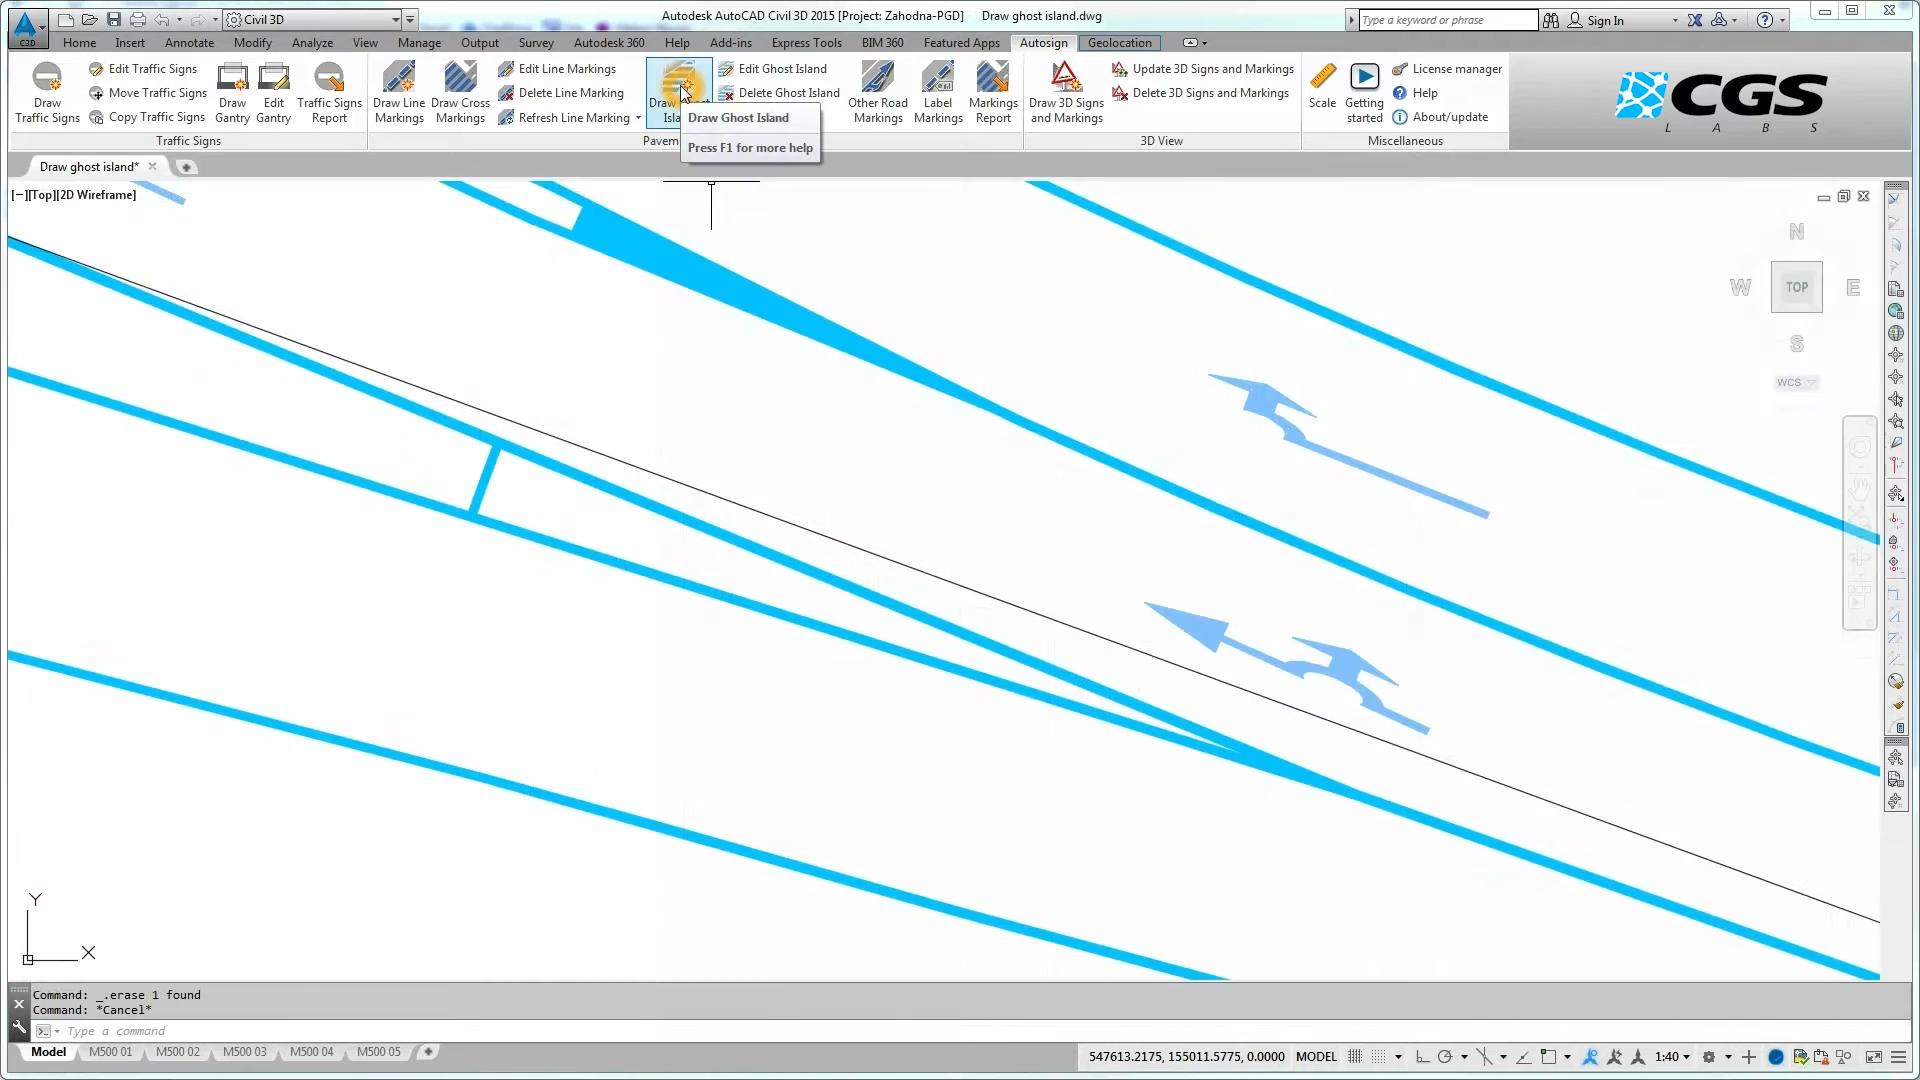 Civil 3D
Autodesk AutoCAD Civil 3D 2015 [Project: Zahodna-PGD] Draw ghost island.dwg
Type a keyword or phrase
Sign In
C3D
Home Insert Annotate Modify Analyze View Manage Output Survey Autodesk 360 Help Add-ins Express Tools BIM 360 Featured Apps Autosign Geolocation
Draw
Traffic Signs
Edit Traffic Signs
Move Traffic Signs
Copy Traffic Signs
Draw
Gantry
Edit
Gantry
Traffic Signs
Report
Traffic Signs
Draw Line
Markings
Draw Cross
Markings
Edit Line Markings
Delete Line Marking
Refresh Line Marking
Draw
Isla
Edit Ghost Island
Delete Ghost Island
Other Road
Markings
Label
Markings
Markings
Report
Pavem
Draw Ghost Island
Press F1 for more help
Draw 3D Signs
and Markings
Update 3D Signs and Markings
Delete 3D Signs and Markings
3D View
Scale
Getting
started
License manager
Help
About/update
Miscellaneous
CGS
LABS
Draw ghost island*
[−][Top][2D Wireframe]
N
W TOP E
S
WCS
Y
X
Command: _.erase 1 found
Command: *Cancel*
Type a command
Model M500 01 M500 02 M500 03 M500 04 M500 05
547613.2175, 155011.5775, 0.0000 MODEL 1:40